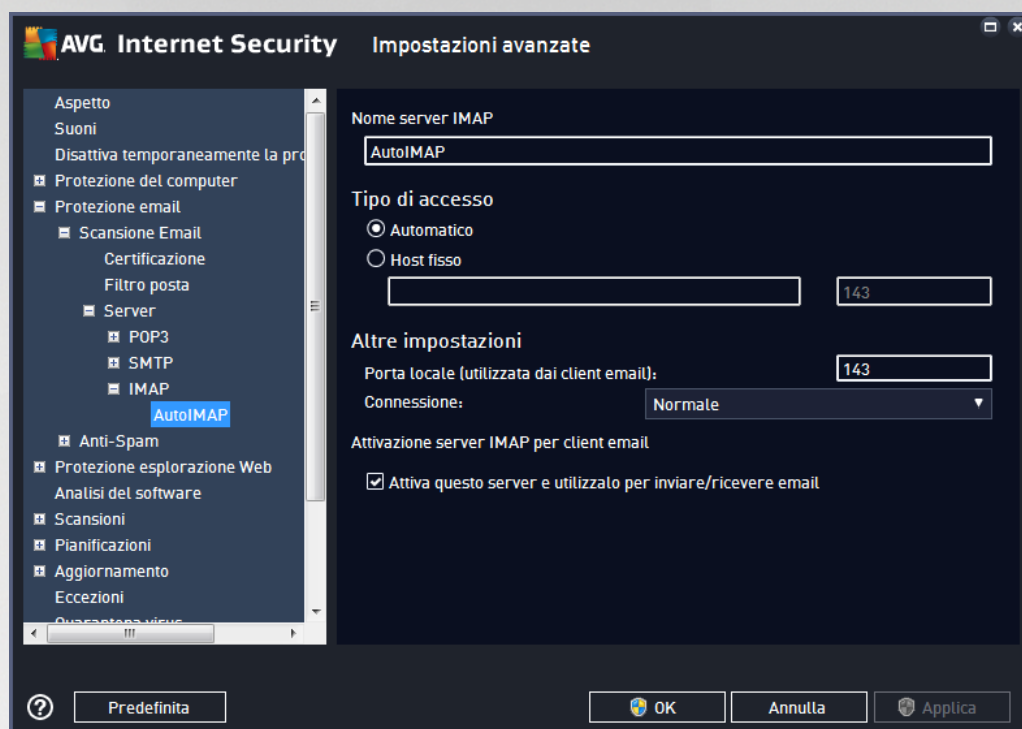 AVG. Internet Security Impostazioni avanzate
Aspetto
Suoni
Disattiva temporaneamente la pro
Protezione del computer
Protezione email
Scansione Email
Certificazione
Filtro posta
Server
POP3
SMTP
IMAP
AutoIMAP
Anti-Spam
Protezione esplorazione Web
Analisi del software
Scansioni
Pianificazioni
Aggiornamento
Eccezioni
Quarantena virus
Nome server IMAP
AutoIMAP
Tipo di accesso
Automatico
Host fisso
143
Altre impostazioni
Porta locale (utilizzata dai client email): 143
Connessione: Normale
Attivazione server IMAP per client email
Attiva questo server e utilizzalo per inviare/ricevere email
Predefinita
OK
Annulla
Applica